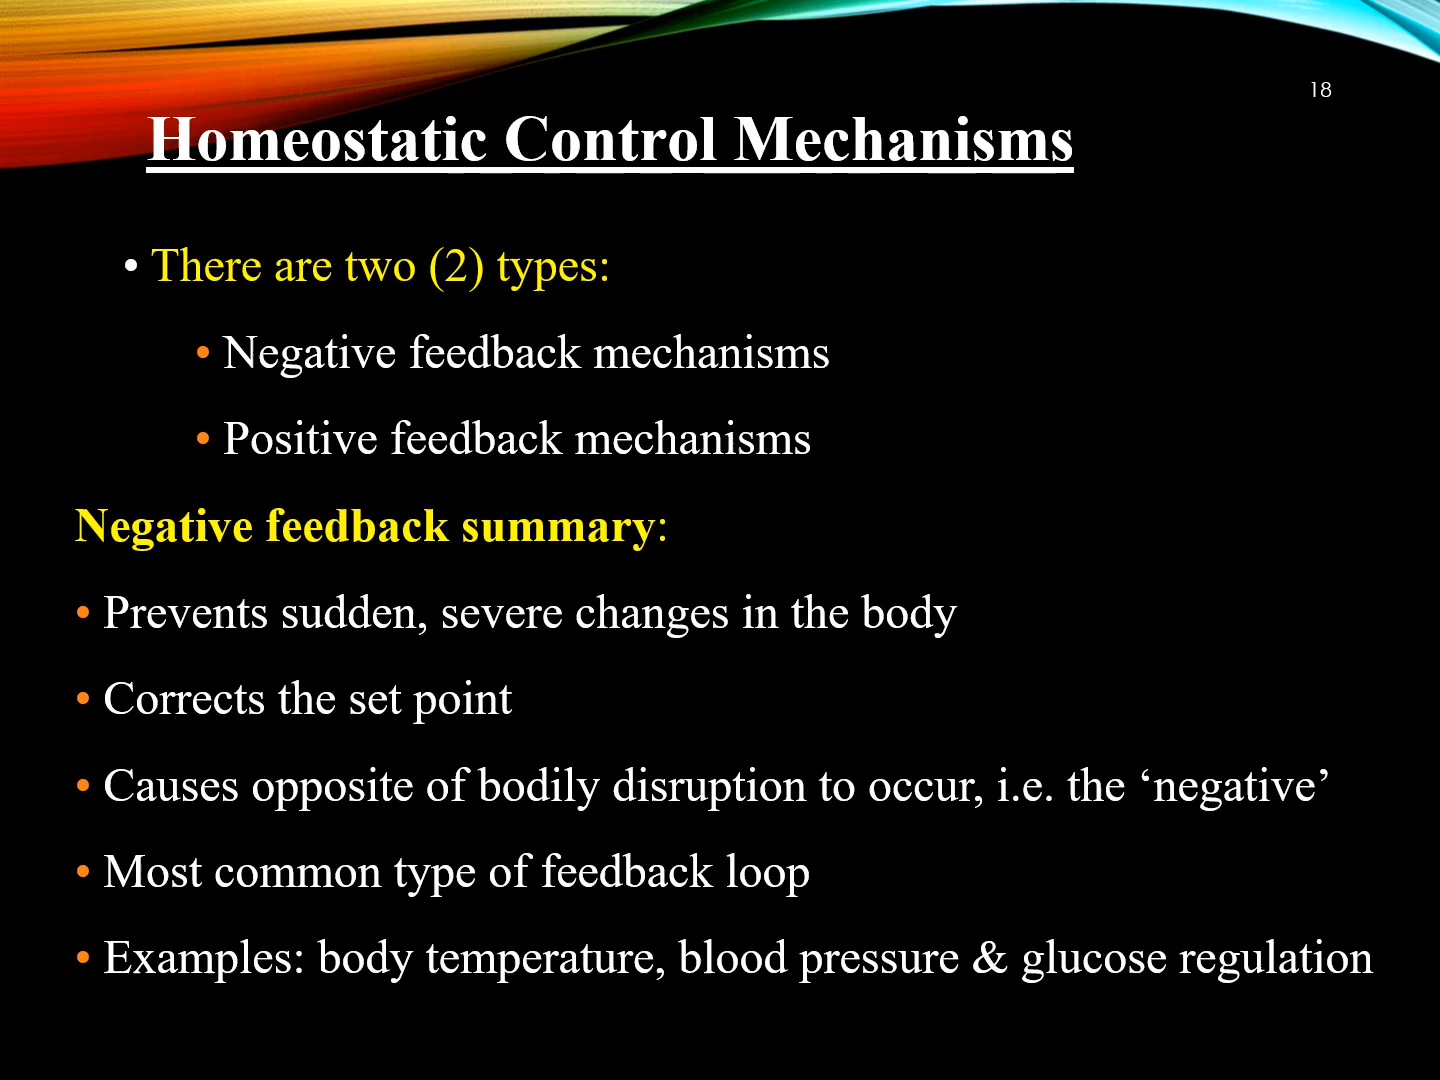 18
Homeostatic Control Mechanisms
• There are two (2) types:
• Negative feedback mechanisms
• Positive feedback mechanisms
Negative feedback summary:
• Prevents sudden, severe changes in the body
• Corrects the set point
• Causes opposite of bodily disruption to occur, i.e. the ‘negative’
• Most common type of feedback loop
• Examples: body temperature, blood pressure & glucose regulation